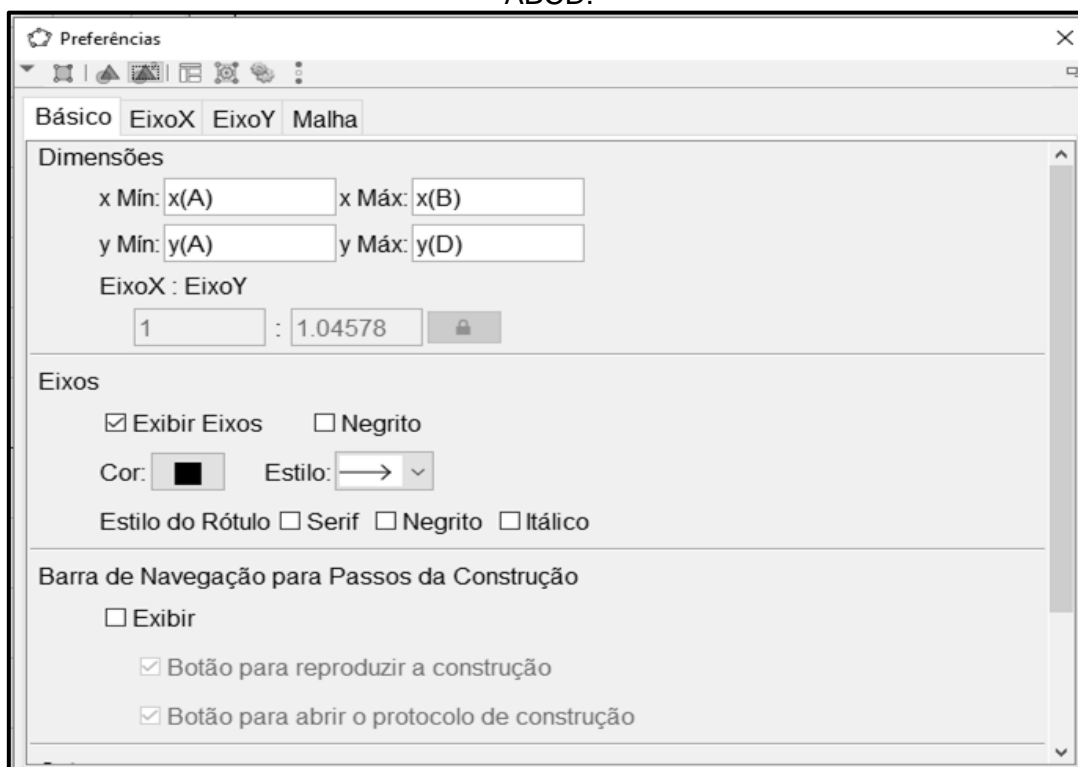 ABCD.
Preferências
Básico EixoX EixoY Malha
Dimensões
x Mín: x(A) x Máx: x(B)
y Mín: y(A) y Máx: y(D)
EixoX : EixoY
1 : 1.04578
Eixos
Exibir Eixos Negrito
Cor: Estilo:
Estilo do Rótulo Serif Negrito Itálico
Barra de Navegação para Passos da Construção
Exibir
Botão para reproduzir a construção
Botão para abrir o protocolo de construção